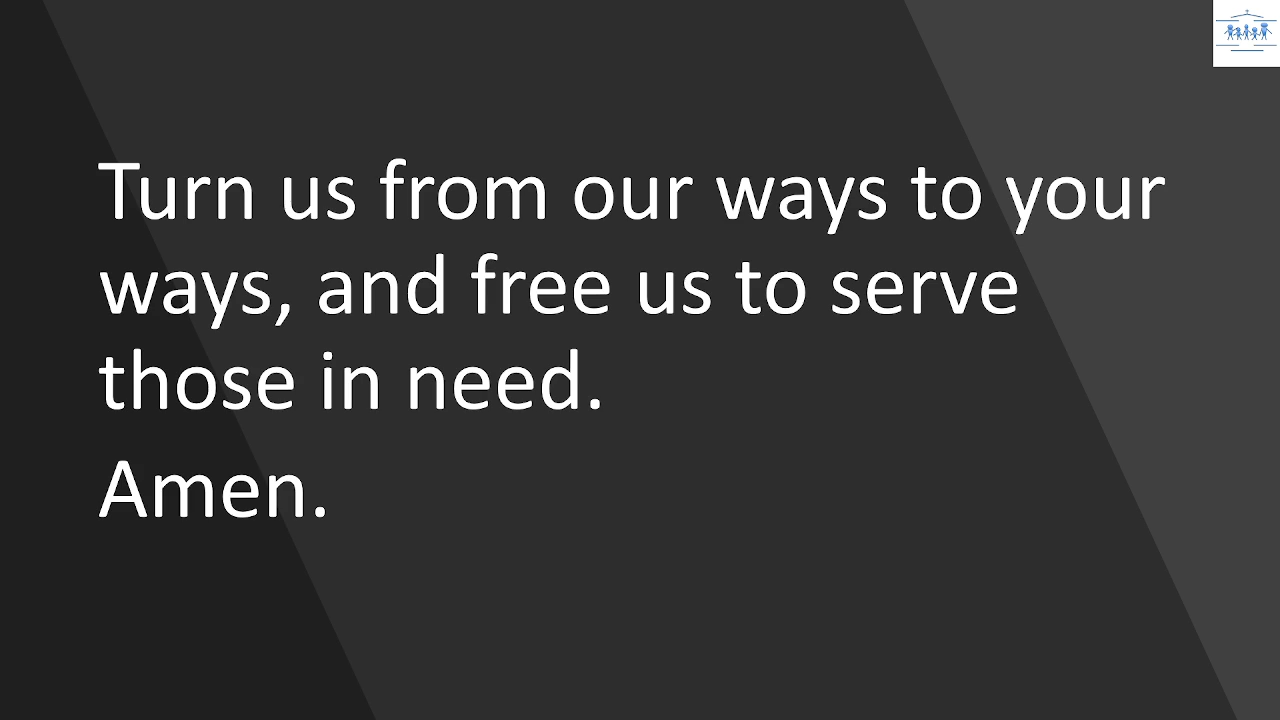 Turn us from our ways to your
ways, and free us to serve
those in need.
Amen.